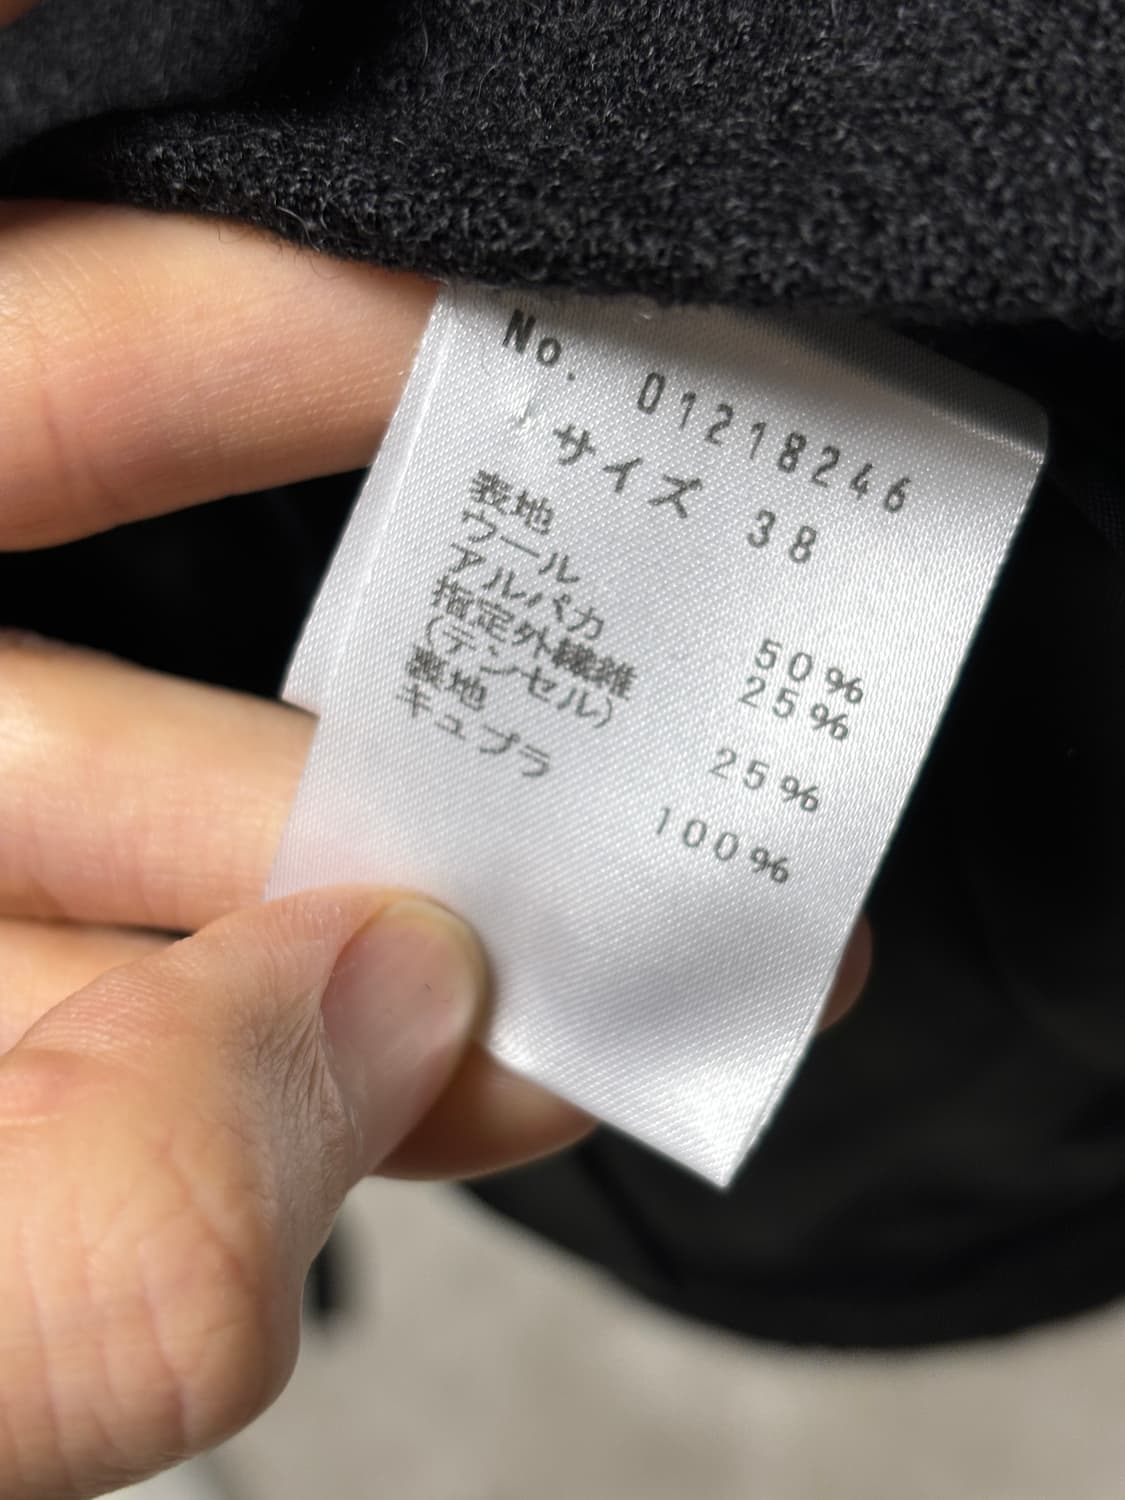 No. 01218246
サイズ 38
表地
ウール 50%
アルパカ 25%
指定外繊維
(テンセル) 25%
裏地
キュプラ 100%